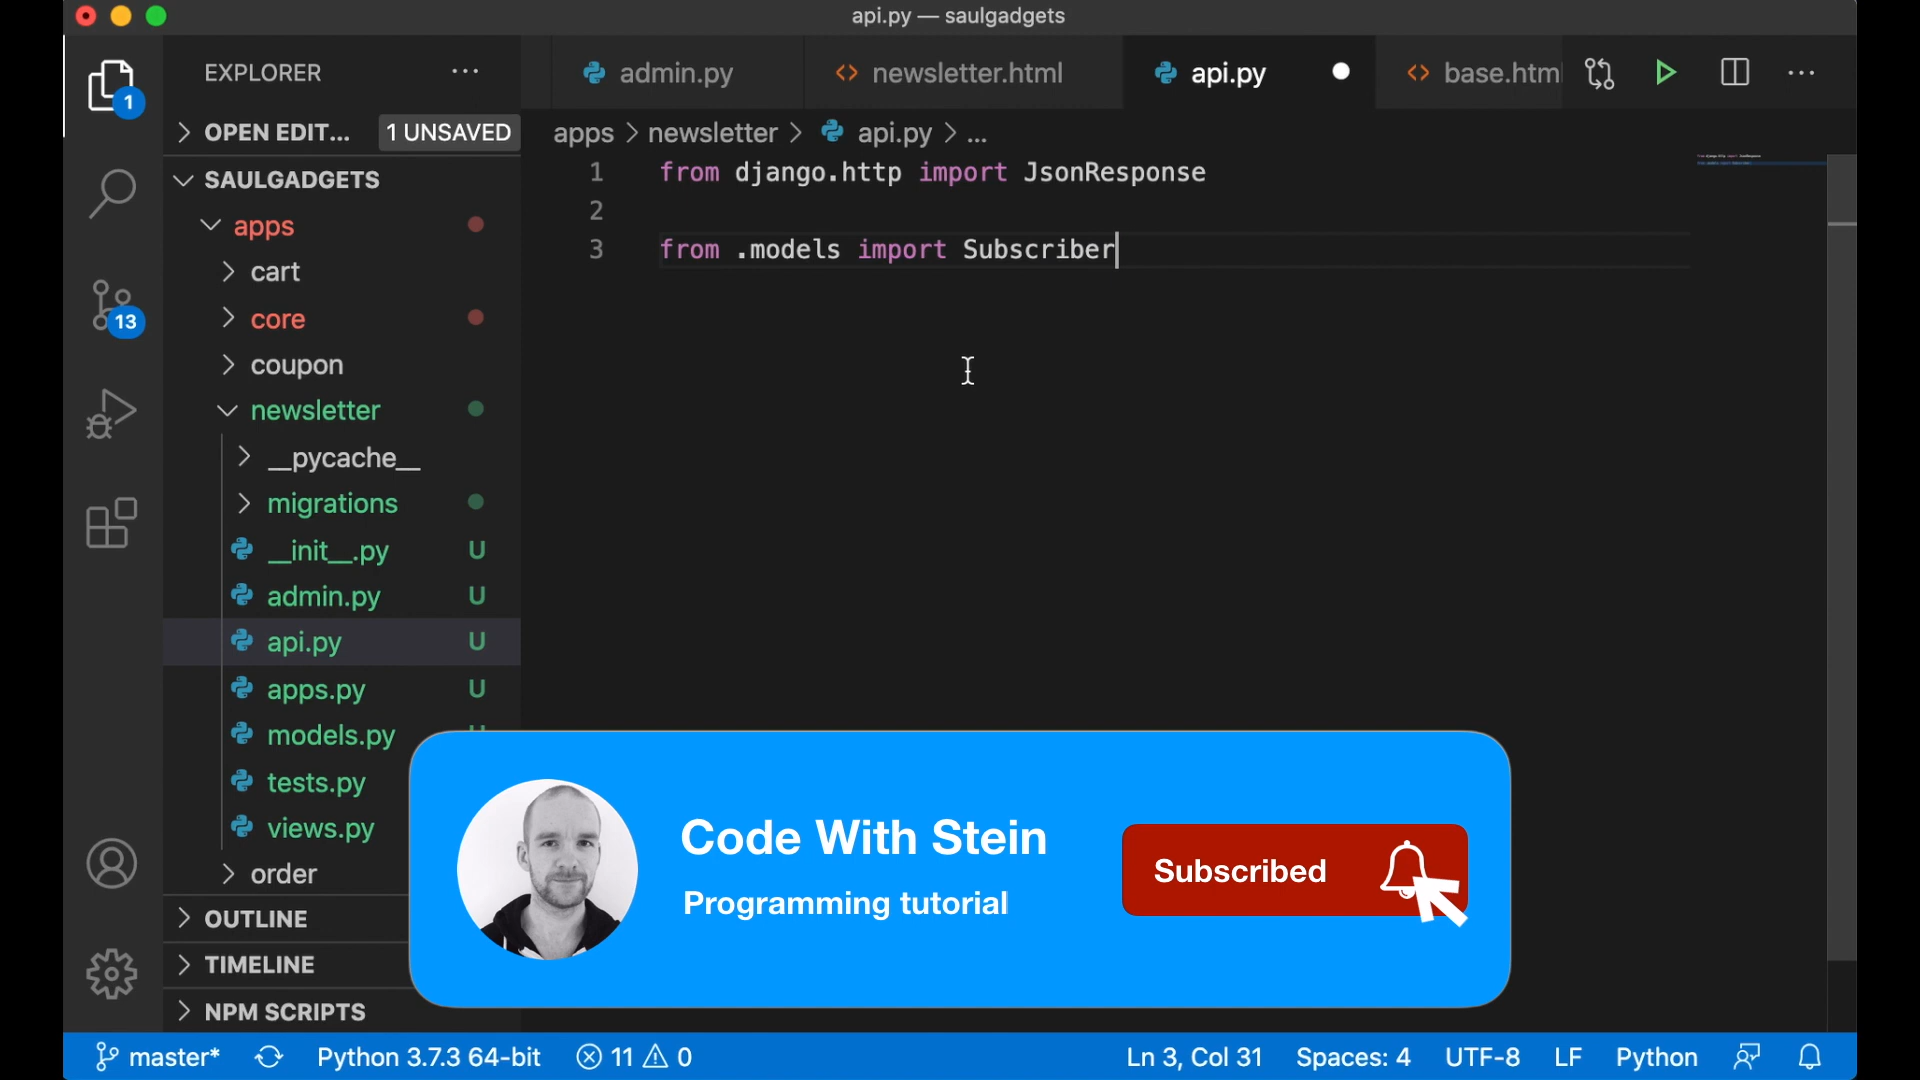 api.py — saulgadgets
EXPLORER
admin.py
newsletter.html
api.py
base.htm
OPEN EDIT...
1 UNSAVED
apps > newsletter > api.py > ...
SAULGADGETS
1 from django.http import JsonResponse
2
3 from .models import Subscriber
1
apps
cart
13
core
coupon
newsletter
__pycache__
migrations
__init__.py U
admin.py U
api.py U
apps.py U
models.py
tests.py
views.py
order
OUTLINE
TIMELINE
NPM SCRIPTS
Code With Stein
Programming tutorial
Subscribed
master* Python 3.7.3 64-bit 11 0 Ln 3, Col 31 Spaces: 4 UTF-8 LF Python